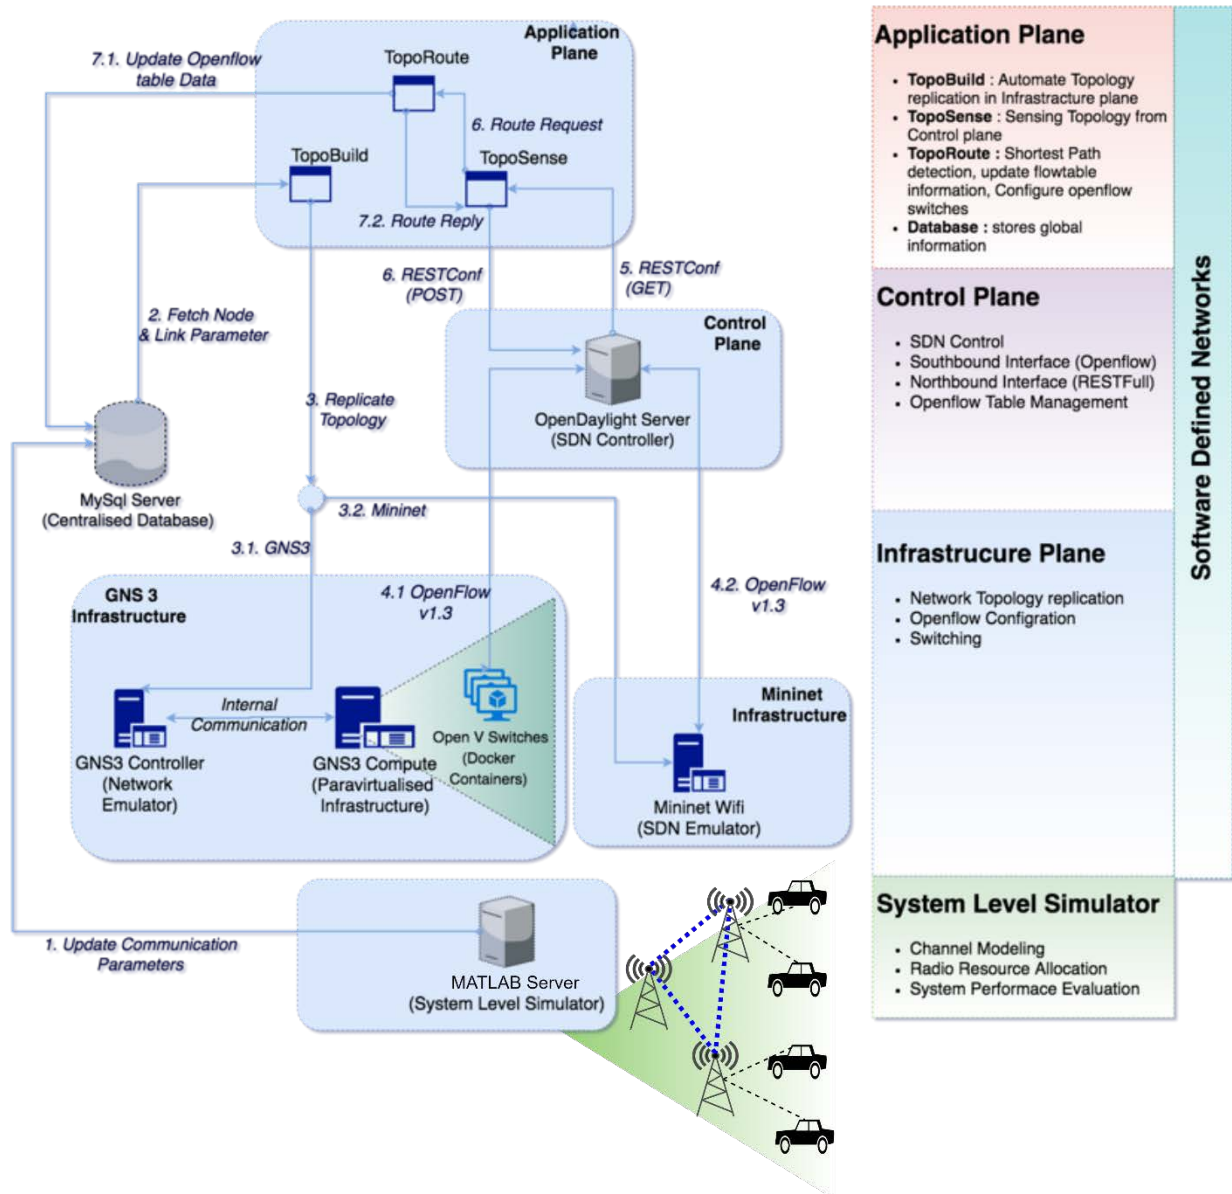 Application
Plane
7.1. Update Openflow
table Data
TopoRoute
6. Route Request
TopoBuild
TopoSense
7.2. Route Reply
6. RESTConf
(POST)
5. RESTConf
(GET)
2. Fetch Node
& Link Parameter
Control
Plane
3. Replicate
Topology
OpenDaylight Server
(SDN Controller)
MySql Server
(Centralised Database)
3.2. Mininet
3.1. GNS3
GNS 3
Infrastructure
4.1 OpenFlow
v1.3
4.2. OpenFlow
v1.3
Internal
Communication
Open V Switches
(Docker
Containers)
GNS3 Controller
(Network
Emulator)
GNS3 Compute
(Paravirtualised
Infrastructure)
Mininet
Infrastructure
Mininet Wifi
(SDN Emulator)
1. Update Communication
Parameters
MATLAB Server
(System Level Simulator)
Application Plane
• TopoBuild : Automate Topology
replication in Infrastracture plane
• TopoSense : Sensing Topology from
Control plane
• TopoRoute : Shortest Path
detection, update flowtable
information, Configure openflow
switches
• Database : stores global
information
Control Plane
• SDN Control
• Southbound Interface (Openflow)
• Northbound Interface (RESTFull)
• Openflow Table Management
Infrastrucure Plane
• Network Topology replication
• Openflow Configration
• Switching
System Level Simulator
• Channel Modeling
• Radio Resource Allocation
• System Performace Evaluation
Software Defined Networks